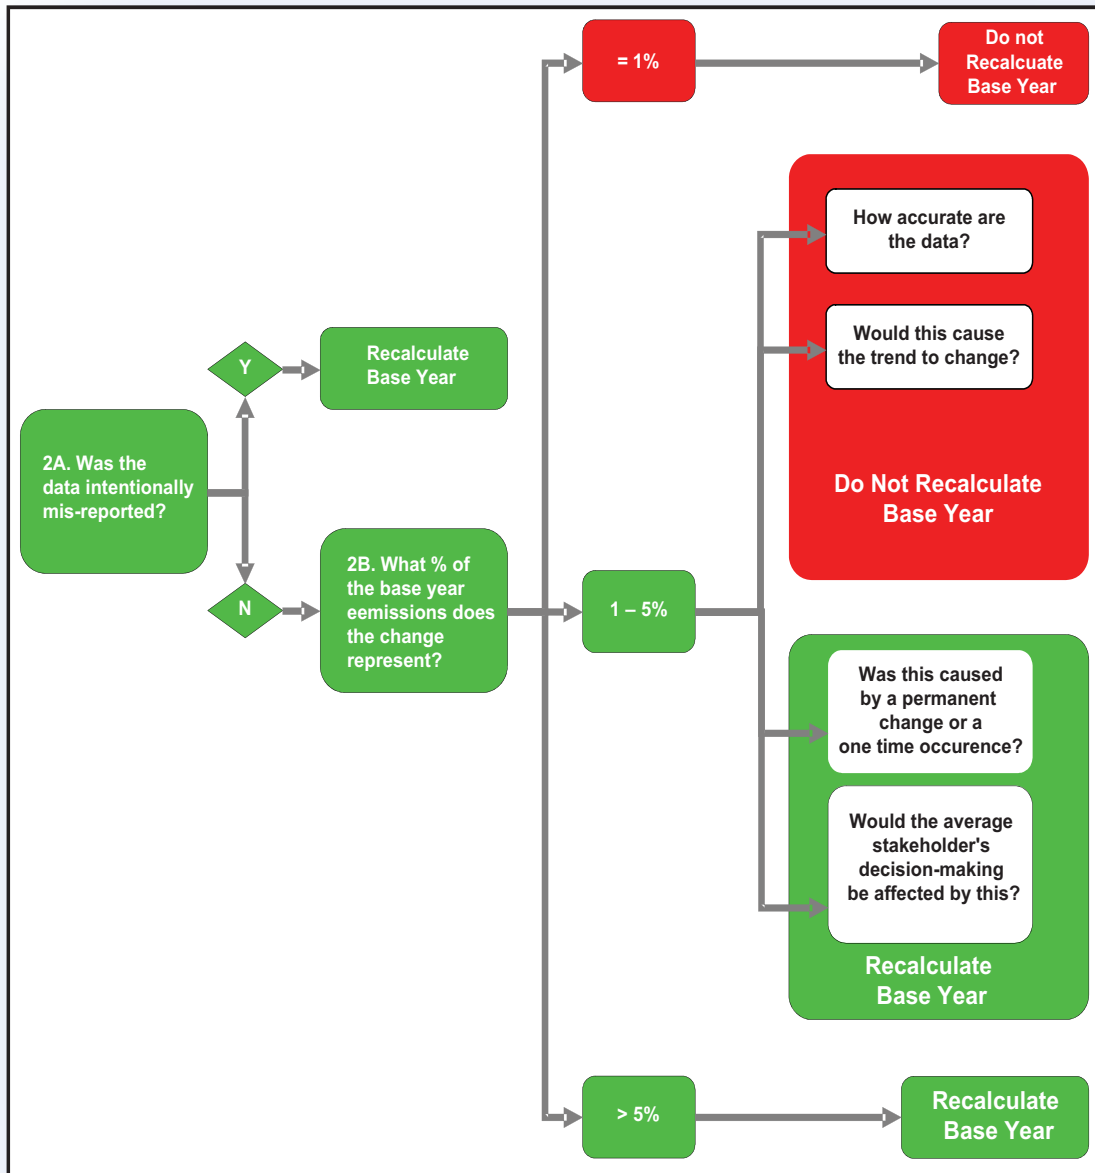 = 1%
Do not
Recalcuate
Base Year
How accurate are
the data?
Would this cause
the trend to change?
Do Not Recalculate
Base Year
Y
Recalculate
Base Year
2A. Was the
data intentionally
mis-reported?
N
2B. What % of
the base year
eemissions does
the change
represent?
1 – 5%
Was this caused
by a permanent
change or a
one time occurence?
Would the average
stakeholder's
decision-making
be affected by this?
Recalculate
Base Year
> 5%
Recalculate
Base Year